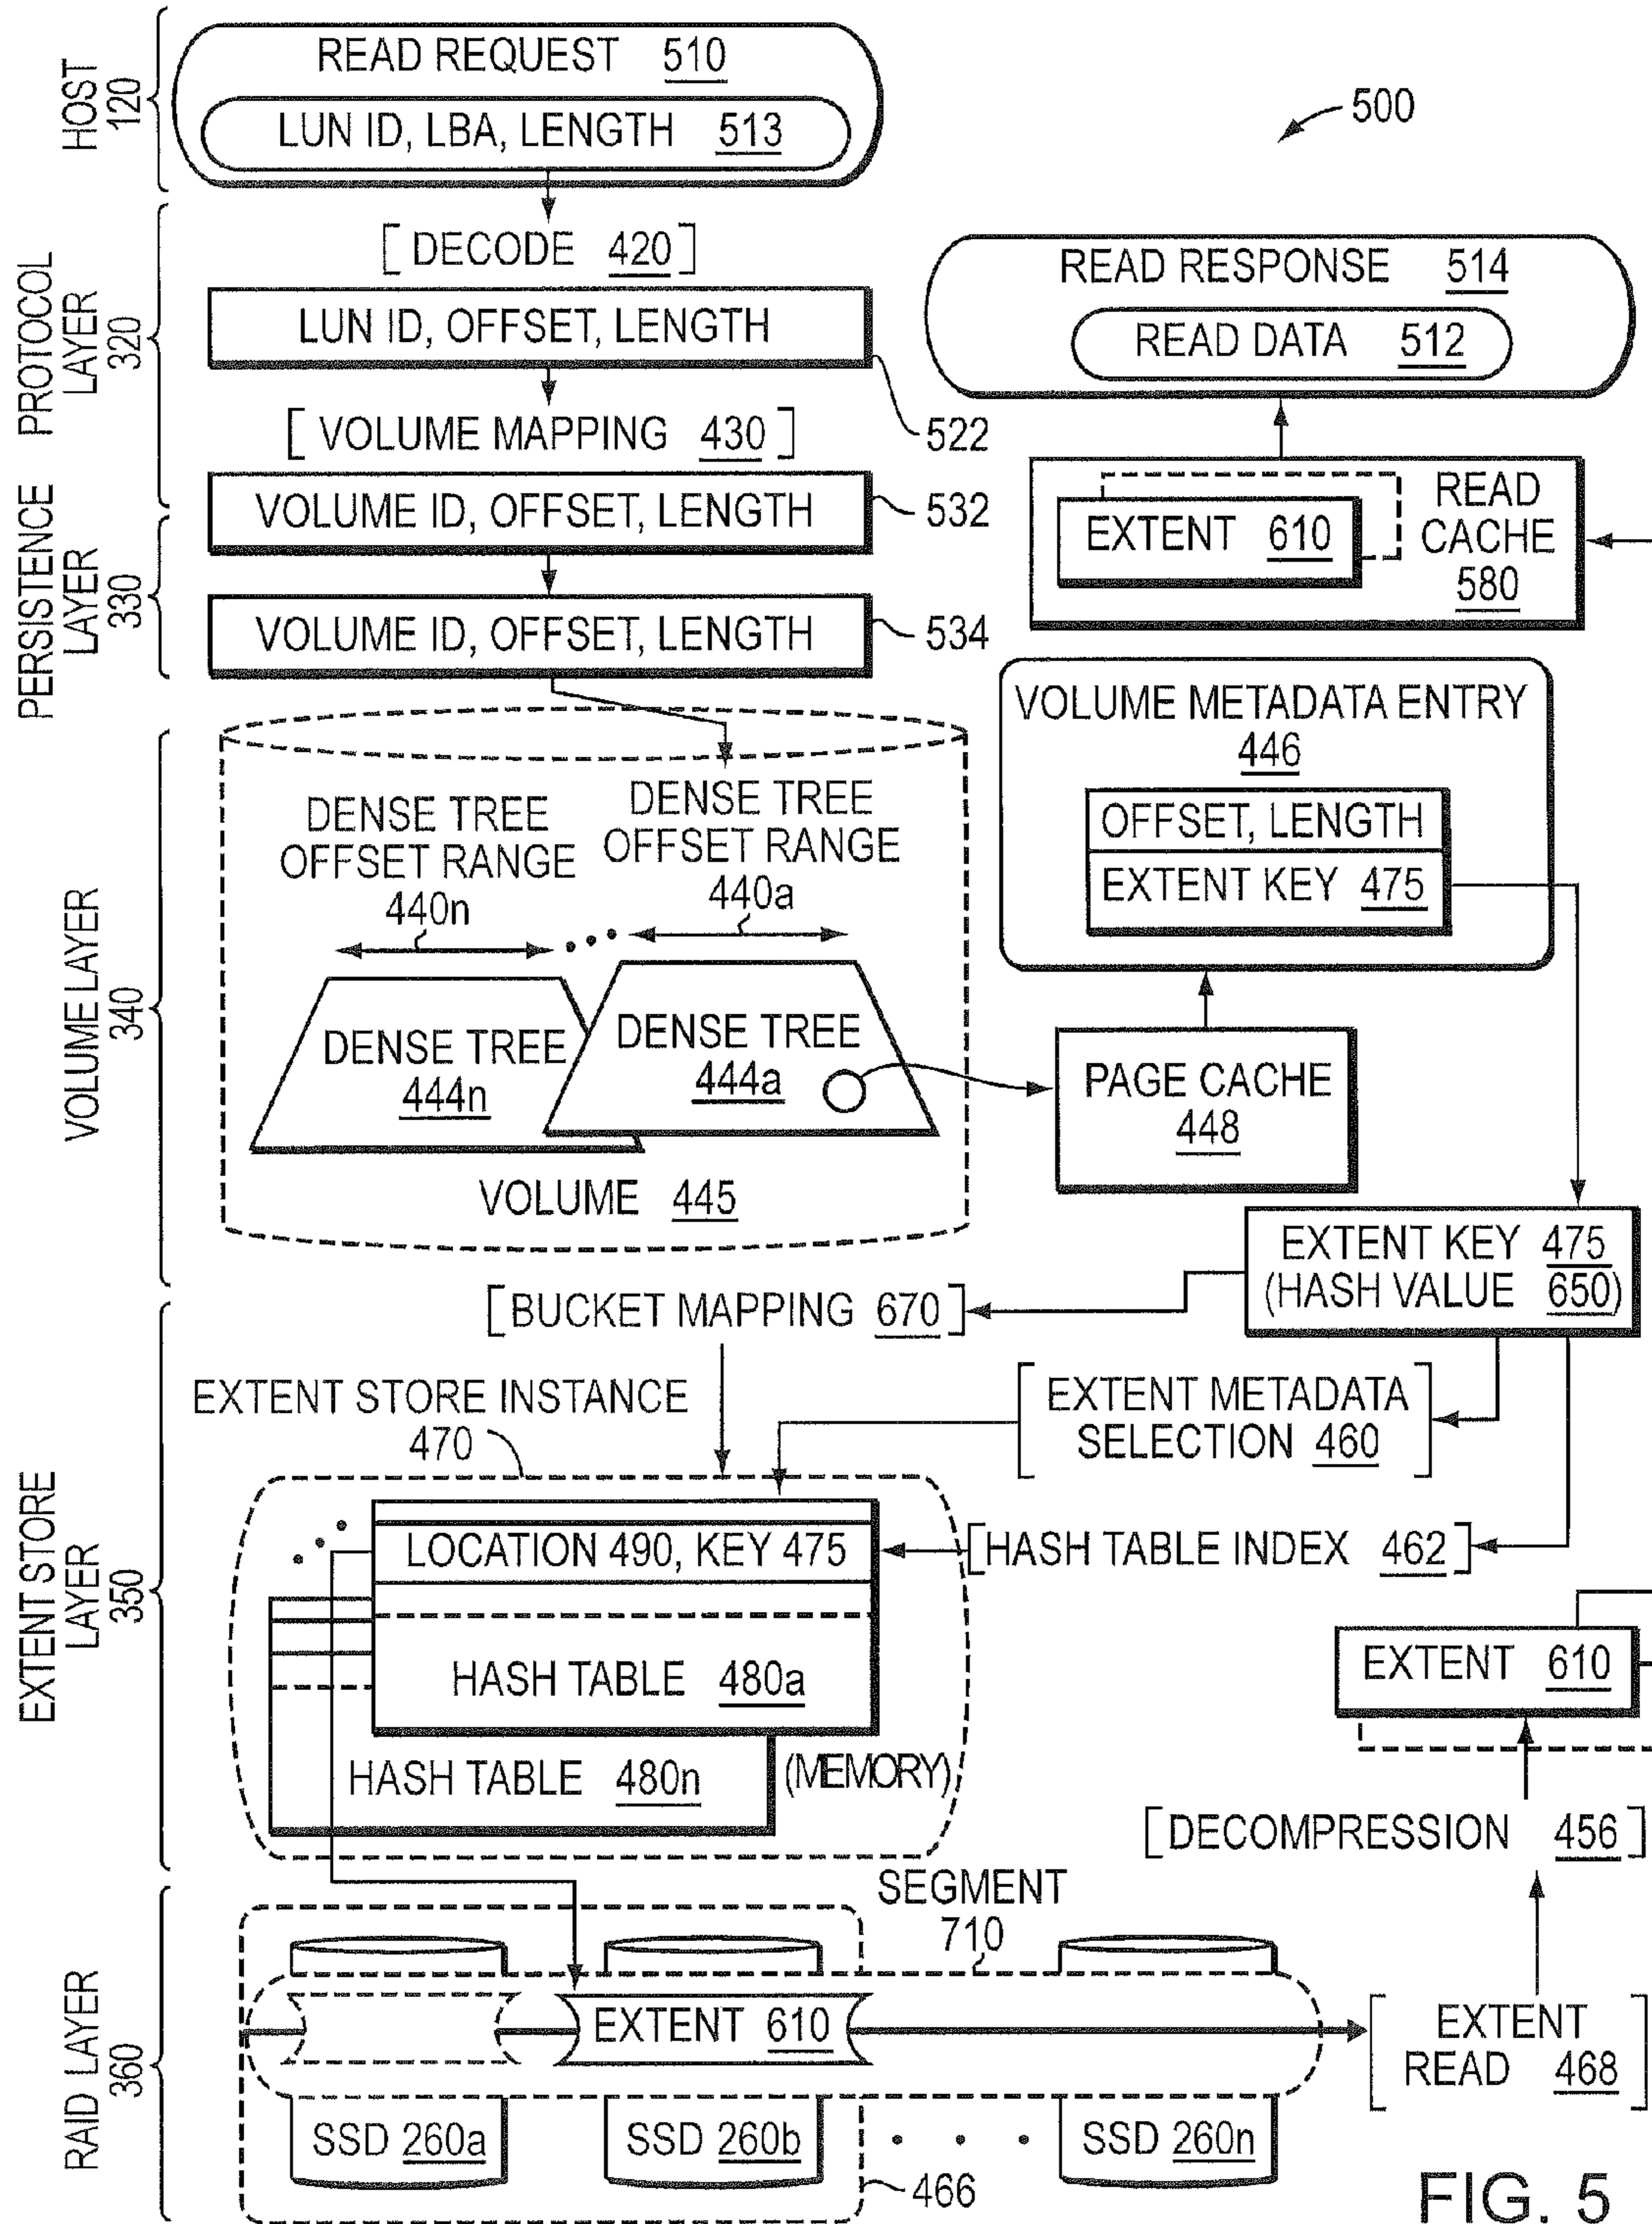 HOST
120
READ REQUEST 510
LUN ID, LBA, LENGTH 513
500
PROTOCOL
LAYER
320
[DECODE 420]
LUN ID, OFFSET, LENGTH
522
[VOLUME MAPPING 430]
READ RESPONSE 514
READ DATA 512
PERSISTENCE
LAYER
330
VOLUME ID, OFFSET, LENGTH
532
VOLUME ID, OFFSET, LENGTH
534
EXTENT 610
READ
CACHE
580
VOLUME LAYER
340
DENSE TREE
OFFSET RANGE
440n
DENSE TREE
OFFSET RANGE
440a
DENSE TREE
444n
DENSE TREE
444a
VOLUME 445
VOLUME METADATA ENTRY
446
OFFSET, LENGTH
EXTENT KEY 475
PAGE CACHE
448
EXTENT KEY 475
(HASH VALUE 650)
EXTENT STORE
LAYER
350
[BUCKET MAPPING 670]
EXTENT STORE INSTANCE
470
[EXTENT METADATA
SELECTION 460]
LOCATION 490, KEY 475
[HASH TABLE INDEX 462]
HASH TABLE 480a
HASH TABLE 480n
(MEMORY)
EXTENT 610
[DECOMPRESSION 456]
RAID LAYER
360
SEGMENT
710
EXTENT 610
[EXTENT
READ 468]
SSD 260a
SSD 260b
SSD 260n
466
FIG. 5